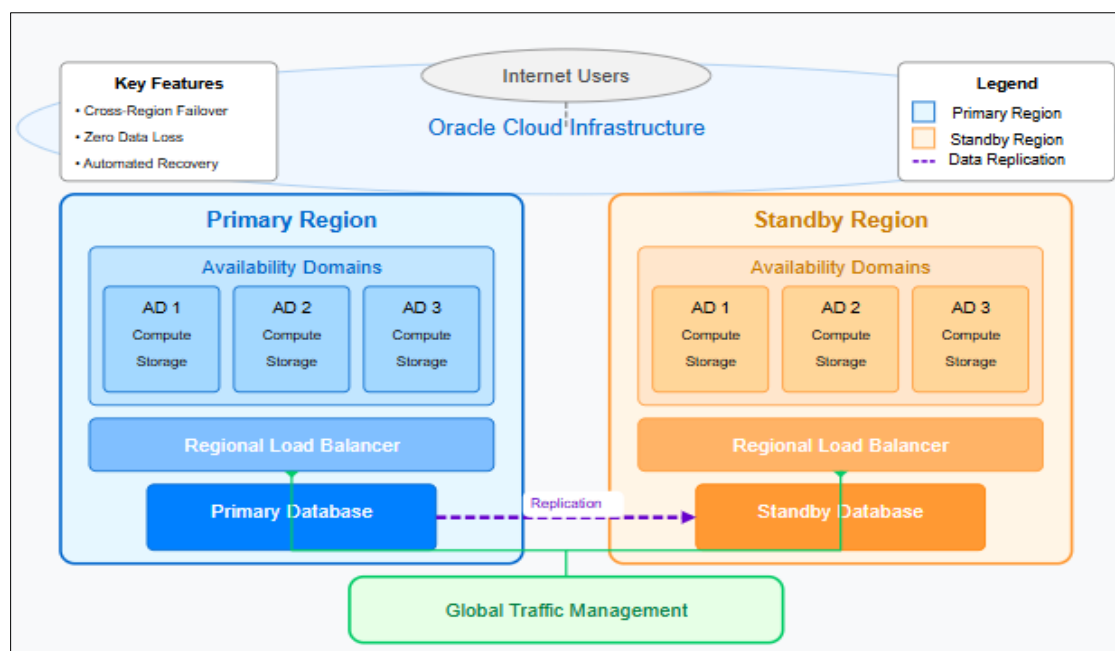 Internet Users
Oracle Cloud Infrastructure
Key Features
• Cross-Region Failover
• Zero Data Loss
• Automated Recovery
Legend
Primary Region
Standby Region
Data Replication
Primary Region
Availability Domains
AD 1
Compute
Storage
AD 2
Compute
Storage
AD 3
Compute
Storage
Regional Load Balancer
Primary Database
Replication
Standby Region
Availability Domains
AD 1
Compute
Storage
AD 2
Compute
Storage
AD 3
Compute
Storage
Regional Load Balancer
Standby Database
Global Traffic Management